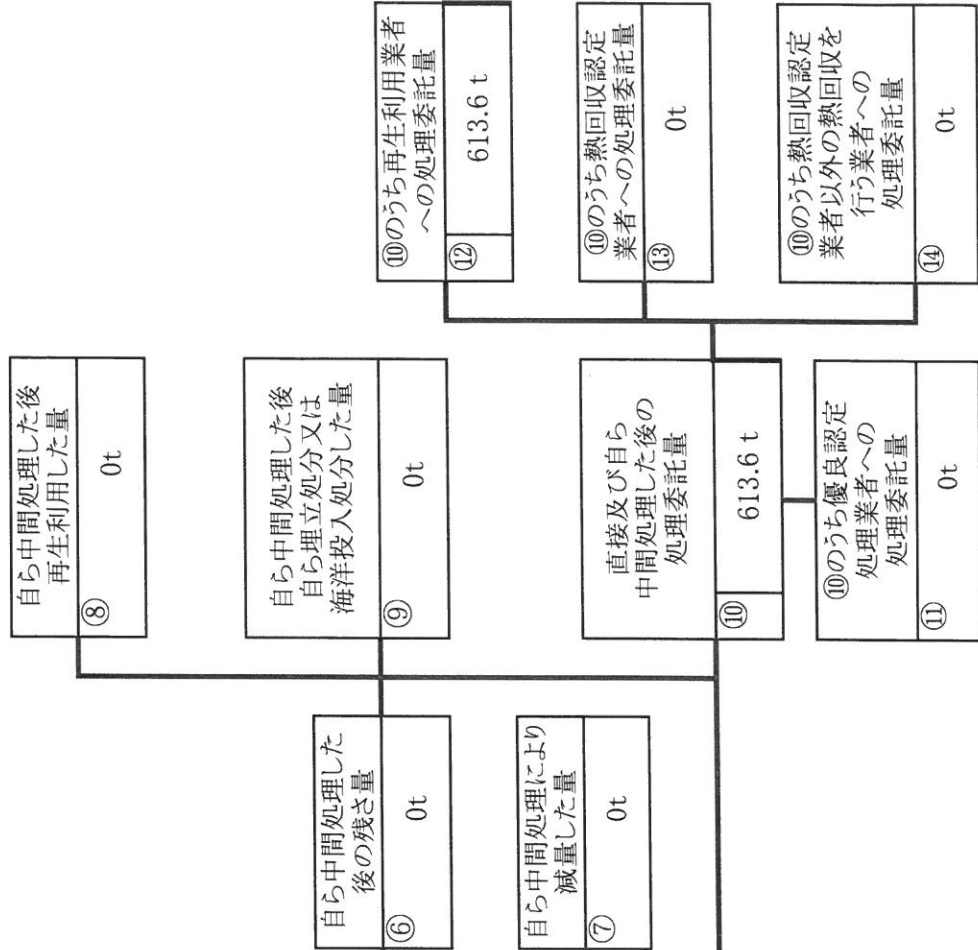 自ら中間処理した
後の残さ量
⑥
0t
自ら中間処理により
減量した量
⑦
0t
自ら中間処理した後
再生利用した量
⑧
0t
自ら中間処理した後
自ら埋立処分又は
海洋投入処分した量
⑨
0t
直接及び自ら
中間処理した後の
処理委託量
⑩
613.6 t
⑩のうち優良認定
処理業者への
処理委託量
⑪
0t
⑩のうち再生利用業者
への処理委託量
⑫
613.6 t
⑩のうち熱回収認定
業者への処理委託量
⑬
0t
⑩のうち熱回収認定
業者以外の熱回収を
行う業者への
処理委託量
⑭
0t